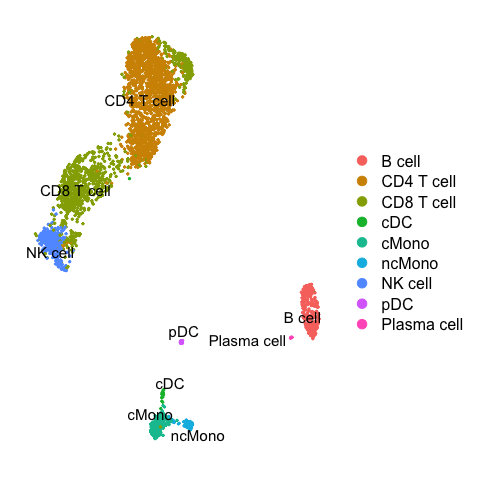 CD4 T cell
CD8 T cell
NK cell
B cell
pDC
Plasma cell
cDC
cMono
ncMono
B cell
CD4 T cell
CD8 T cell
cDC
cMono
ncMono
NK cell
pDC
Plasma cell